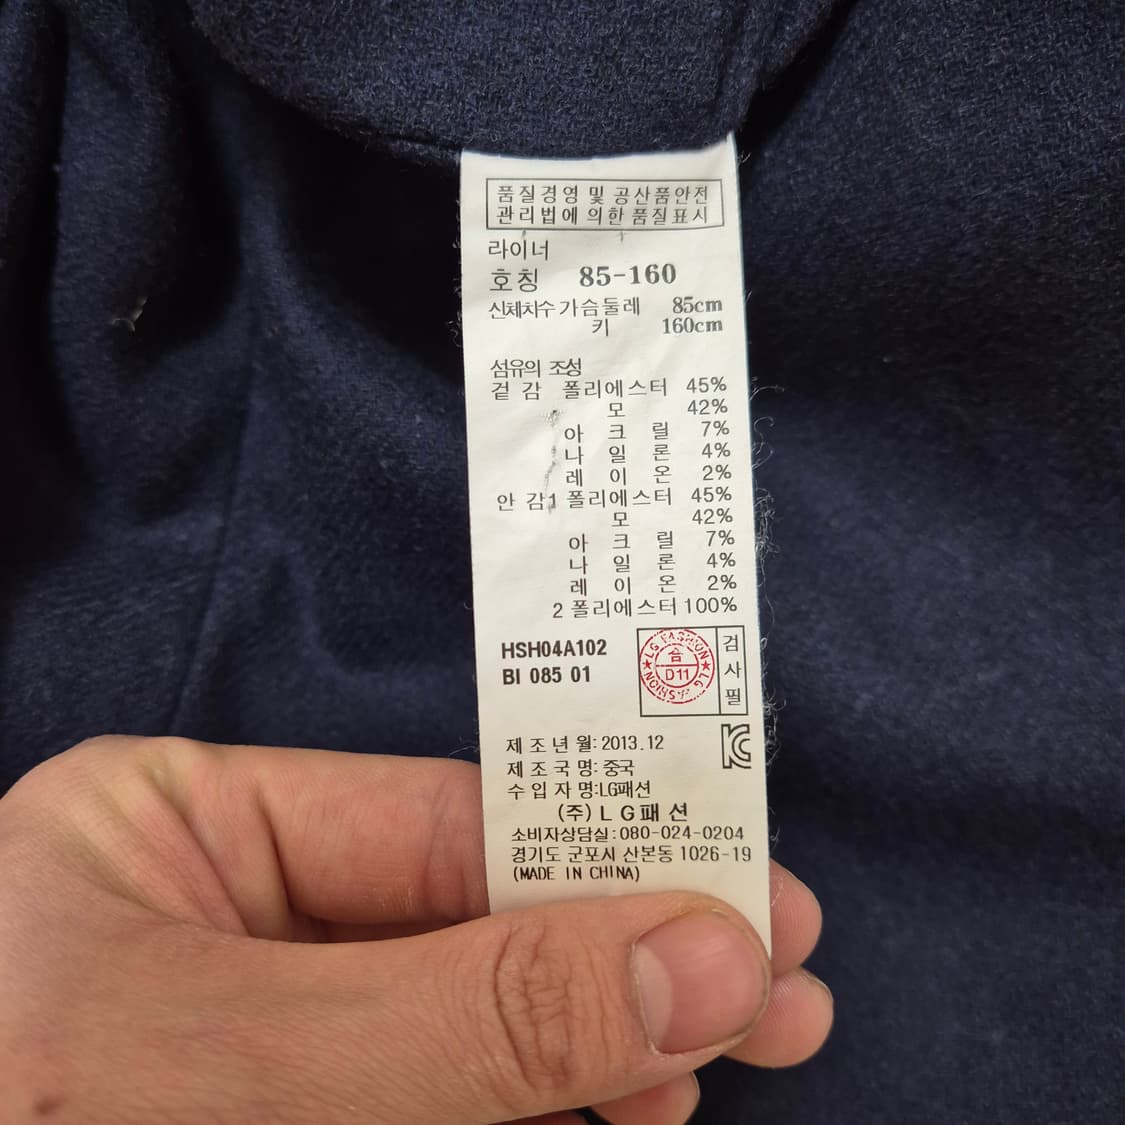 품질경영 및 공산품안전
관리법에 의한 품질표시
라이너
호칭 85-160
신체치수 가슴둘레 85cm
키 160cm
섬유의 조성
겉 감 폴리에스터 45%
모 42%
아 크 릴 7%
나 일 론 4%
레 이 온 2%
안 감1 폴리에스터 45%
모 42%
아 크 릴 7%
나 일 론 4%
레 이 온 2%
2 폴리에스터 100%
HSH04A102
BI 085 01
LG FASHION
숨
D11
LG FASHION
검
사
필
제 조 년 월: 2013.12
제 조 국 명: 중국
수 입 자 명:LG패션
(주) L G 패 션
소비자상담실:080-024-0204
경기도 군포시 산본동 1026-19
(MADE IN CHINA)